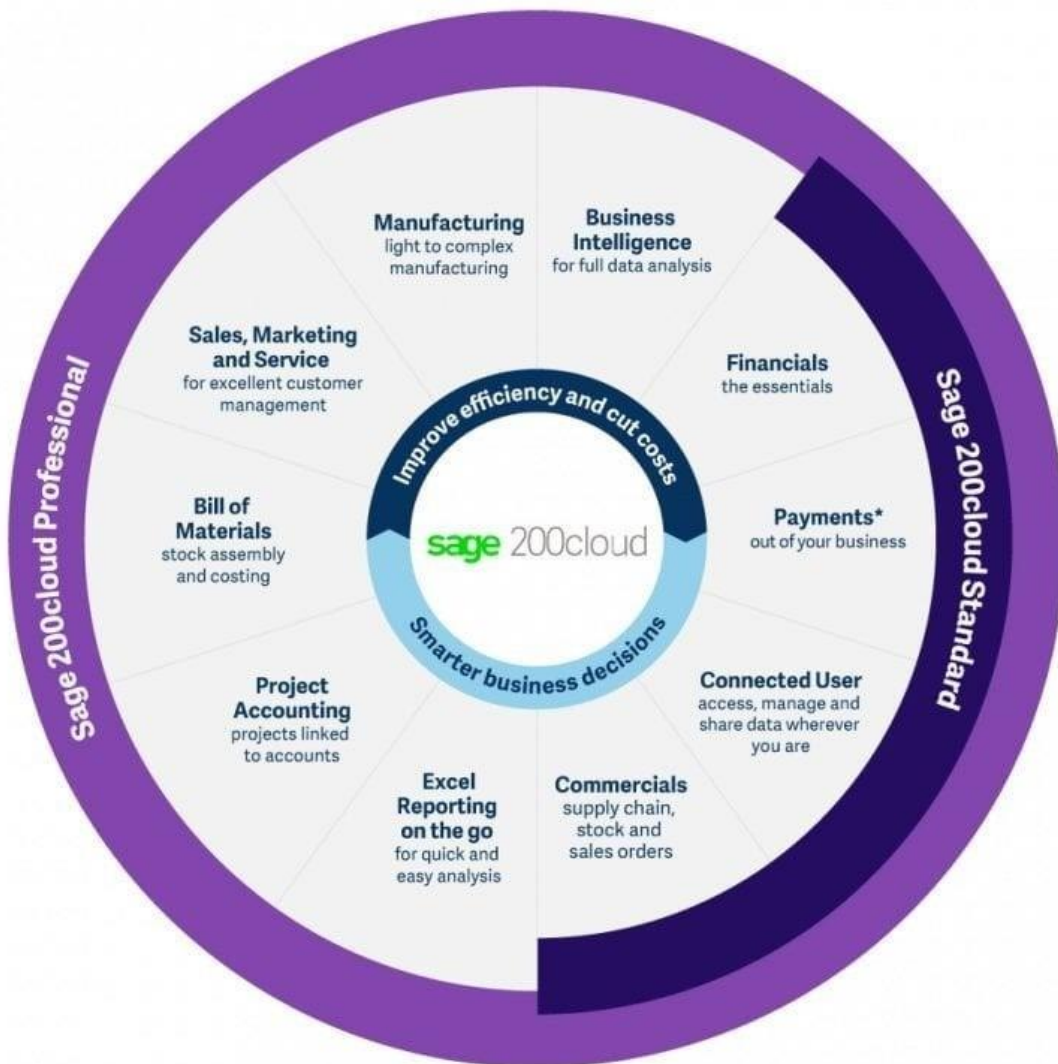 Sage 200cloud Professional
Sage 200cloud Standard
Manufacturing
light to complex
manufacturing
Business
Intelligence
for full data analysis
Financials
the essentials
Payments*
out of your business
Connected User
access, manage and
share data wherever
you are
Commercials
supply chain,
stock and
sales orders
Excel
Reporting
on the go
for quick and
easy analysis
Project
Accounting
projects linked
to accounts
Bill of
Materials
stock assembly
and costing
Sales, Marketing
and Service
for excellent customer
management
Improve efficiency and cut costs
sage 200cloud
Smarter business decisions